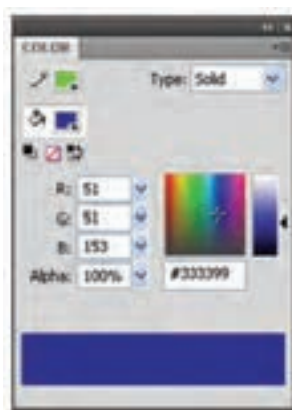 COLOR
Type: Solid
R: 51
G: 51
B: 153
Alpha: 100%
#333399